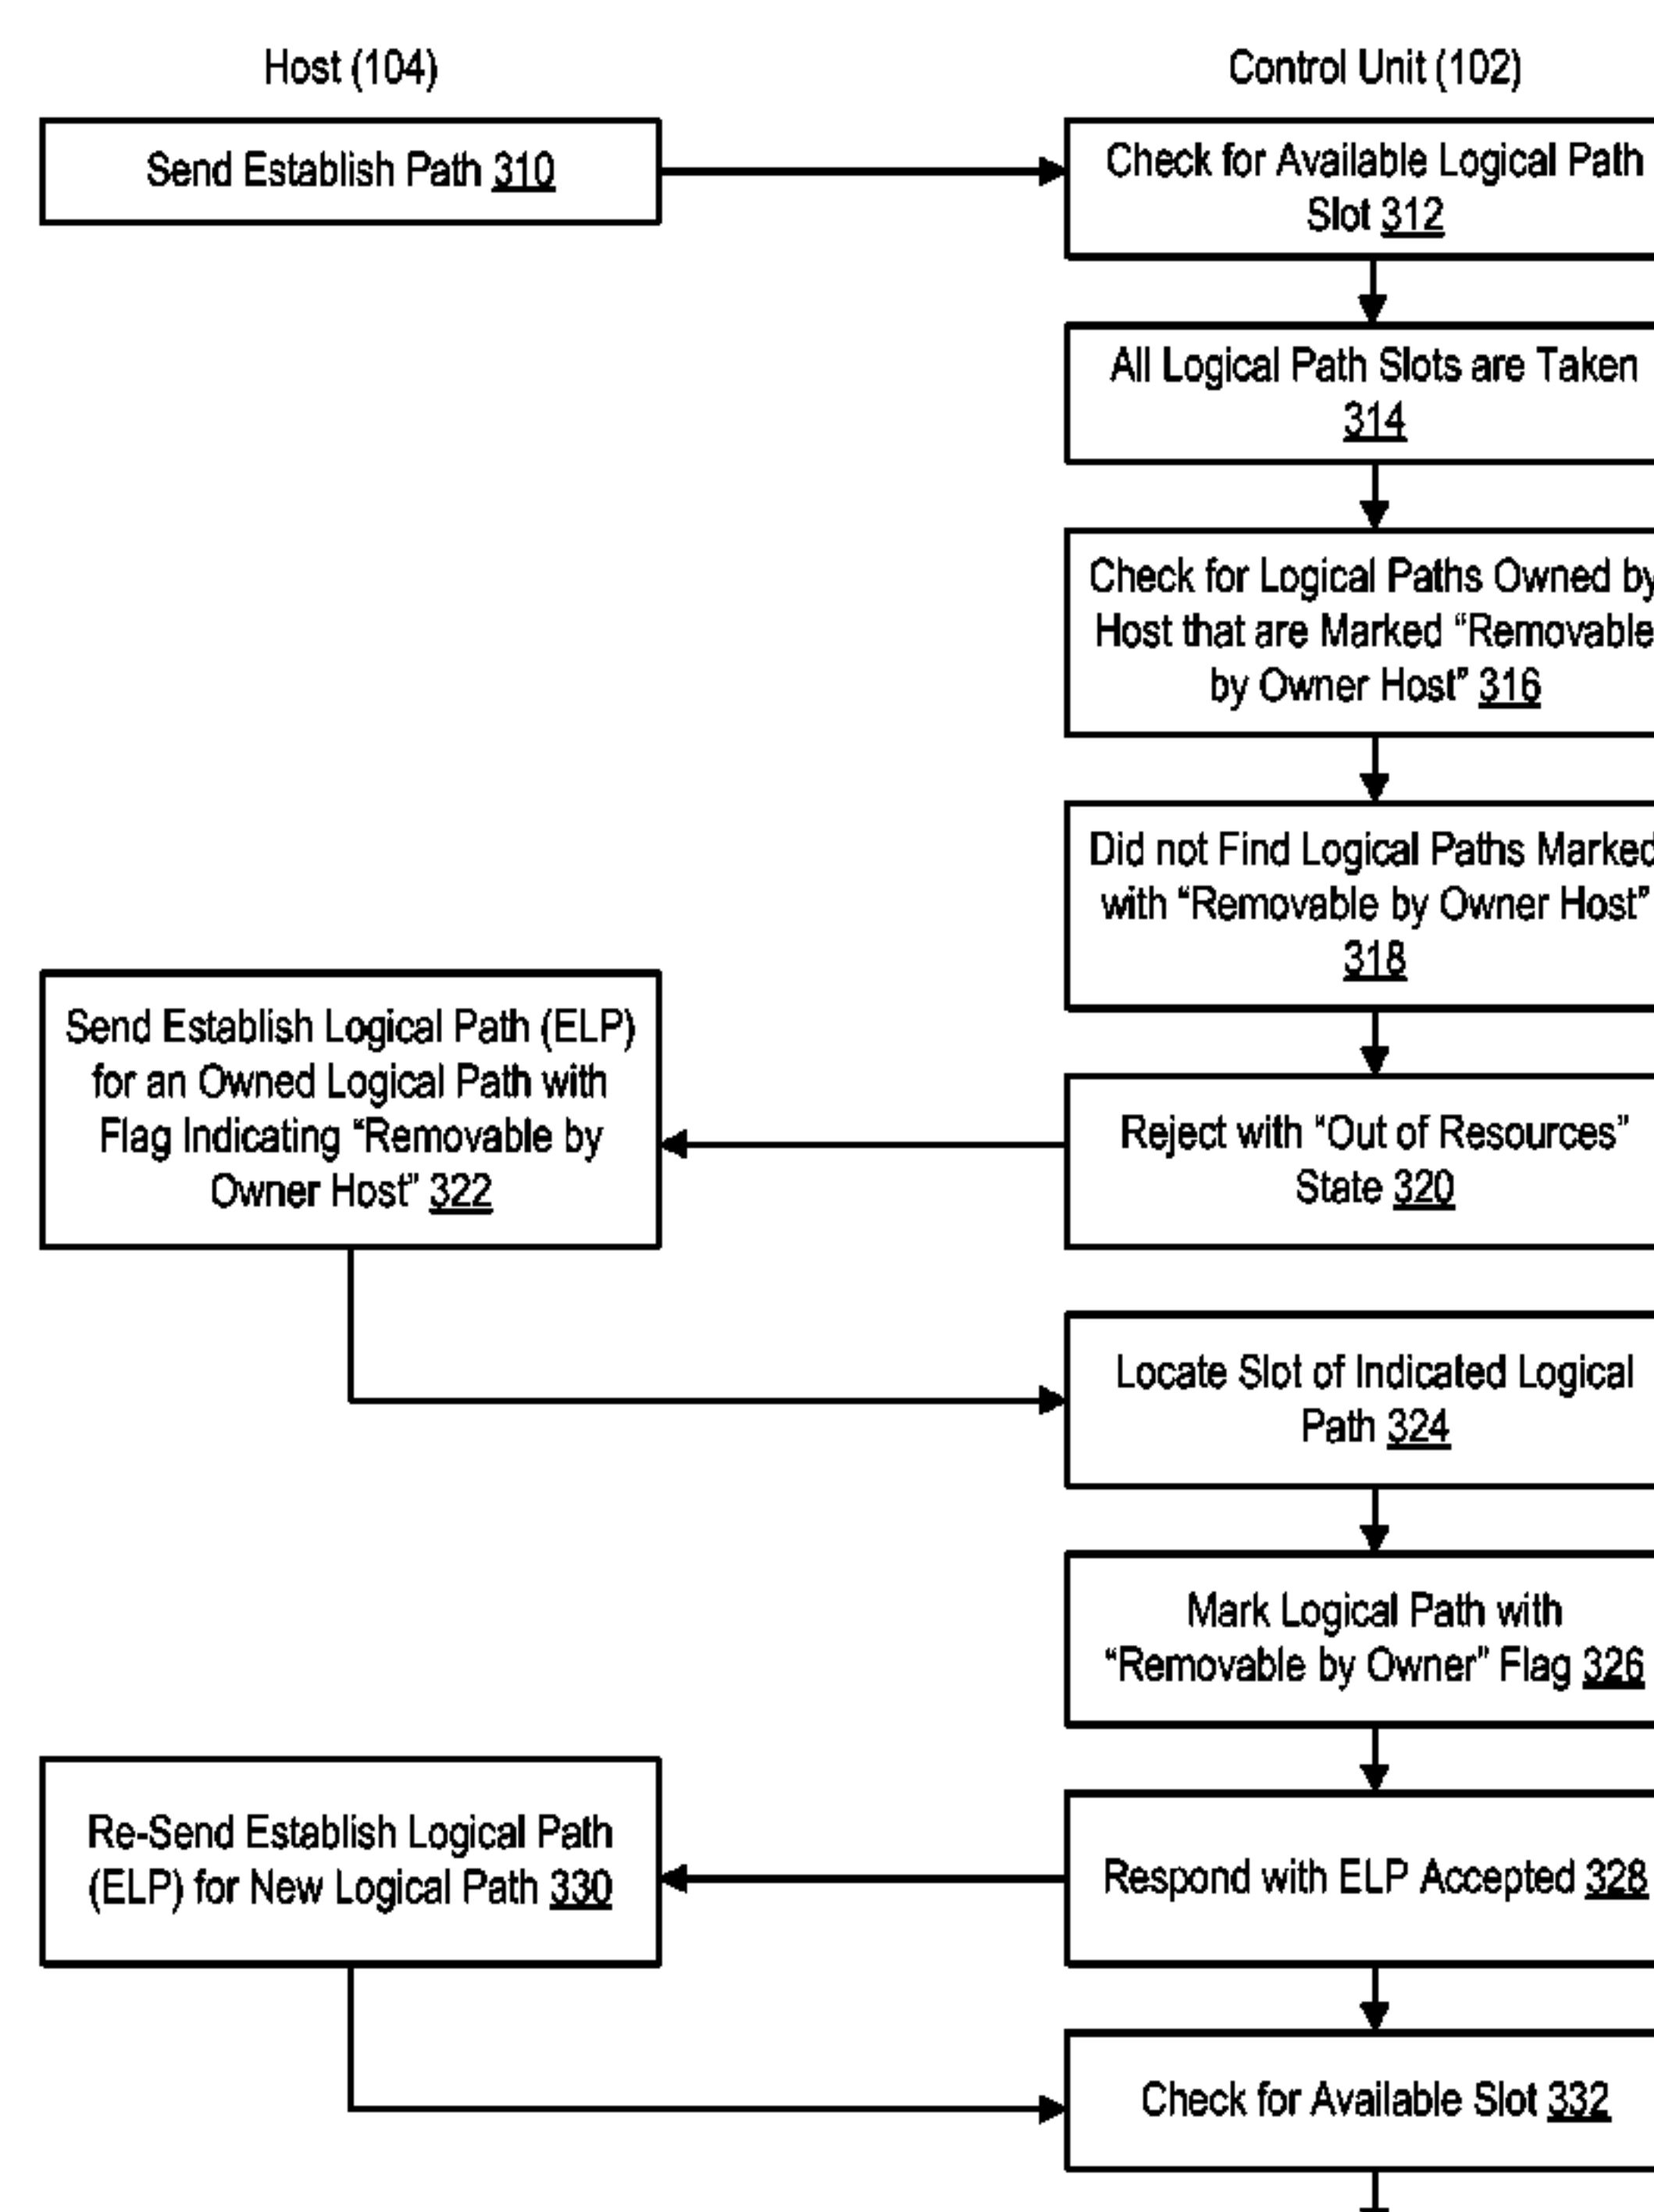 Host (104)
Control Unit (102)
Send Establish Path 310
Check for Available Logical Path
Slot 312
All Logical Path Slots are Taken
314
Check for Logical Paths Owned by
Host that are Marked “Removable
by Owner Host” 316
Did not Find Logical Paths Marked
with “Removable by Owner Host”
318
Send Establish Logical Path (ELP)
for an Owned Logical Path with
Flag Indicating “Removable by
Owner Host” 322
Reject with “Out of Resources”
State 320
Locate Slot of Indicated Logical
Path 324
Mark Logical Path with
“Removable by Owner” Flag 326
Re-Send Establish Logical Path
(ELP) for New Logical Path 330
Respond with ELP Accepted 328
Check for Available Slot 332